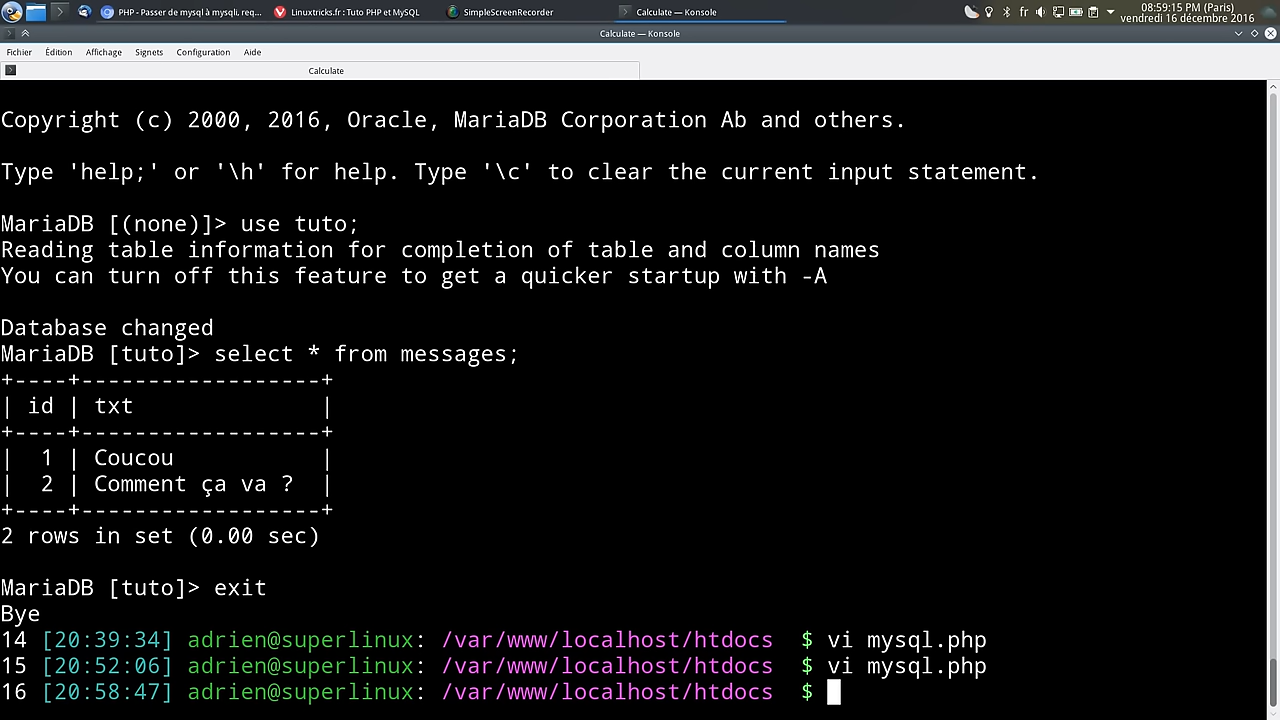 PHP - Passer de mysql à mysqli, req...
Linuxtricks.fr : Tuto PHP et MySQL
SimpleScreenRecorder
Calculate — Konsole
fr
08:59:15 PM (Paris)
vendredi 16 décembre 2016
Calculate — Konsole
Fichier Édition Affichage Signets Configuration Aide
Calculate
Copyright (c) 2000, 2016, Oracle, MariaDB Corporation Ab and others.
Type 'help;' or '\h' for help. Type '\c' to clear the current input statement.
MariaDB [(none)]> use tuto;
Reading table information for completion of table and column names
You can turn off this feature to get a quicker startup with -A
Database changed
MariaDB [tuto]> select * from messages;
+----+------------------+
| id | txt              |
+----+------------------+
|  1 | Coucou           |
|  2 | Comment ça va ?  |
+----+------------------+
2 rows in set (0.00 sec)
MariaDB [tuto]> exit
Bye
14 [20:39:34] adrien@superlinux: /var/www/localhost/htdocs  $ vi mysql.php
15 [20:52:06] adrien@superlinux: /var/www/localhost/htdocs  $ vi mysql.php
16 [20:58:47] adrien@superlinux: /var/www/localhost/htdocs  $